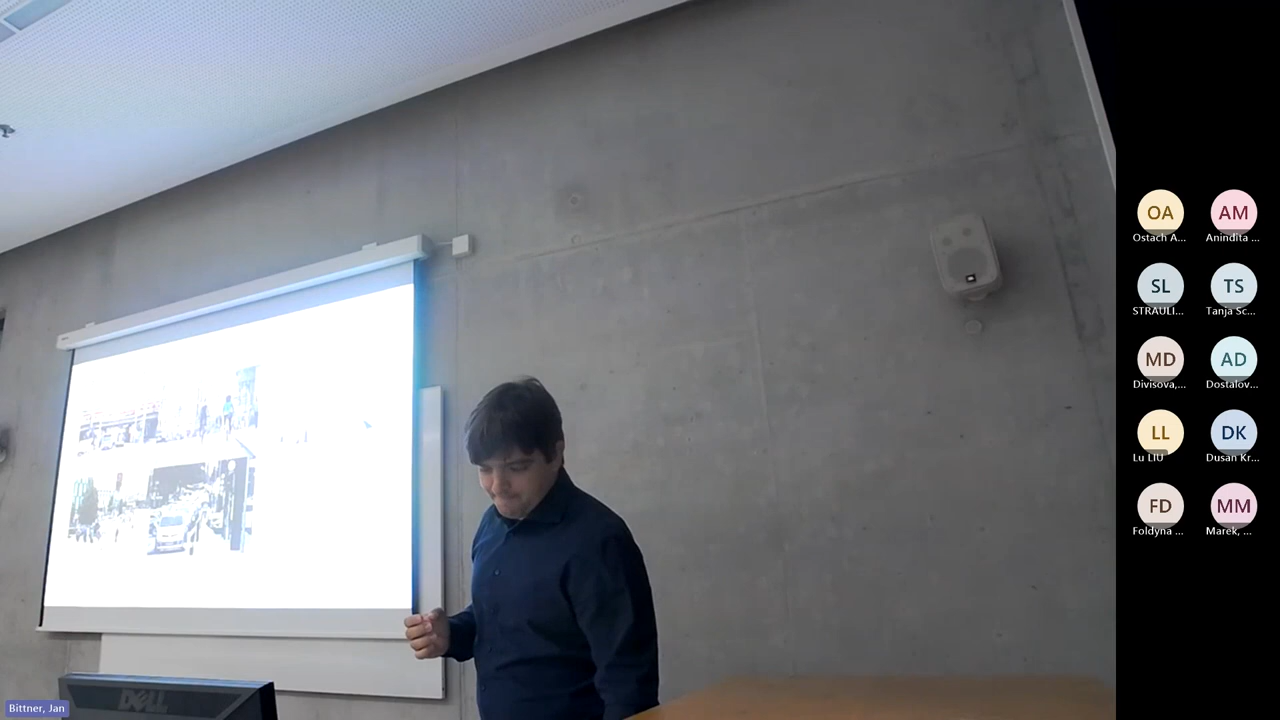 OA
AM
Ostach A...
Anindita ...
SL
TS
STRAULI...
Tanja Sc...
MD
AD
Divisova,...
Dostalov...
LL
DK
Lu LIU
Dusan Kr...
FD
MM
Foldyna ...
Marek, ...
DELL
Bittner, Jan